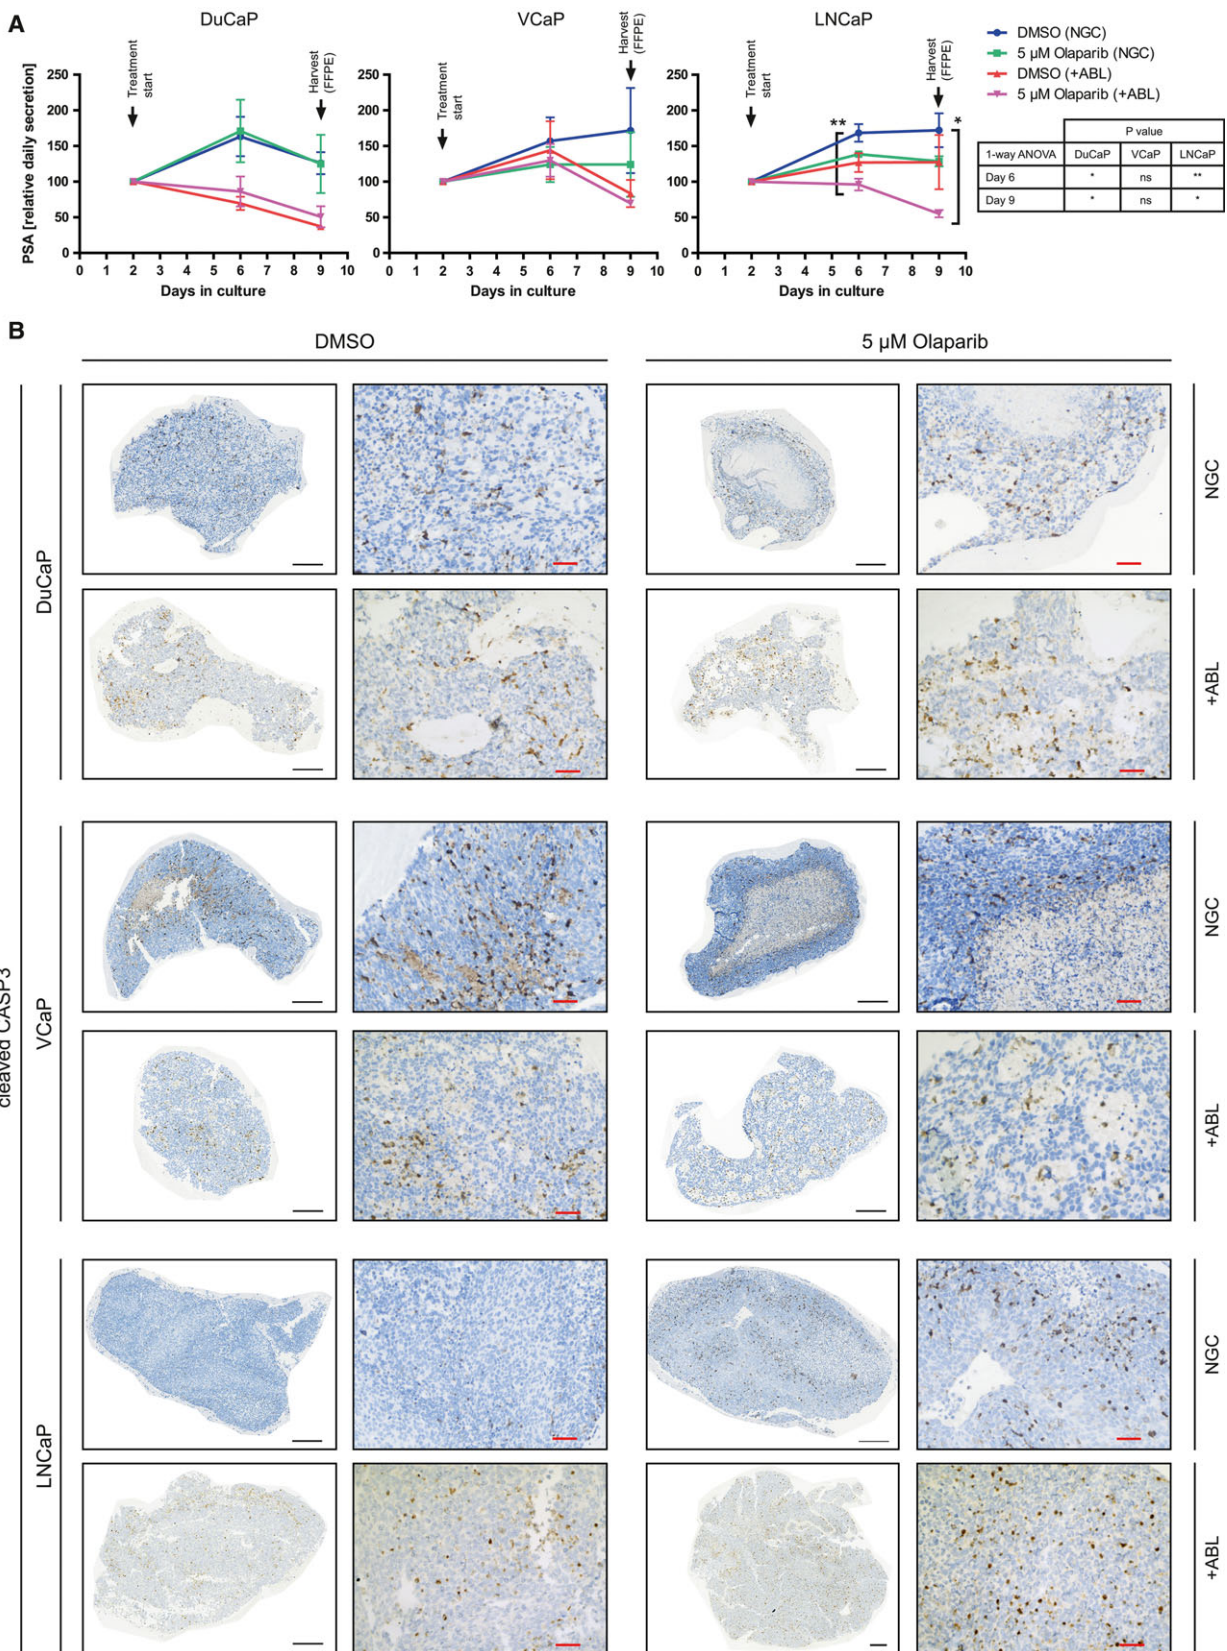 A
DuCaP
VCaP
LNCaP
DMSO (NGC)
5 µM Olaparib (NGC)
DMSO (+ABL)
5 µM Olaparib (+ABL)
Treatment
start
Harvest
(FFPE)
Treatment
start
Harvest
(FFPE)
Treatment
start
Harvest
(FFPE)
PSA [relative daily secretion]
250
200
150
100
50
0
0 1 2 3 4 5 6 7 8 9 10
Days in culture
250
200
150
100
50
0
0 1 2 3 4 5 6 7 8 9 10
Days in culture
250
200
150
100
50
0
0 1 2 3 4 5 6 7 8 9 10
Days in culture
**
*
P value
1-way ANOVA DuCaP VCaP LNCaP
Day 6 * ns **
Day 9 * ns *
B
DMSO
5 µM Olaparib
cleaved CASP3
DuCaP
NGC
+ABL
VCaP
NGC
+ABL
LNCaP
NGC
+ABL